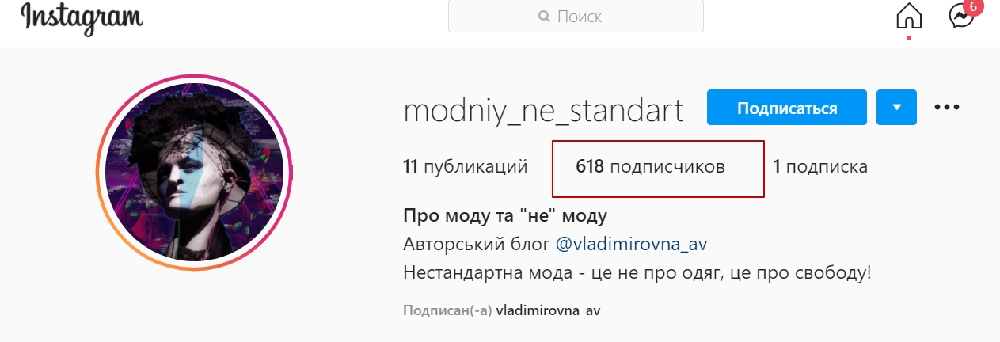 Instagram
Поиск
6
modniy_ne_standart
Подписаться
11 публикаций
618 подписчиков
1 подписка
Про моду та "не" моду
Авторський блог @vladimirovna_av
Нестандартна мода - це не про одяг, це про свободу!
Подписан(-а) vladimirovna_av